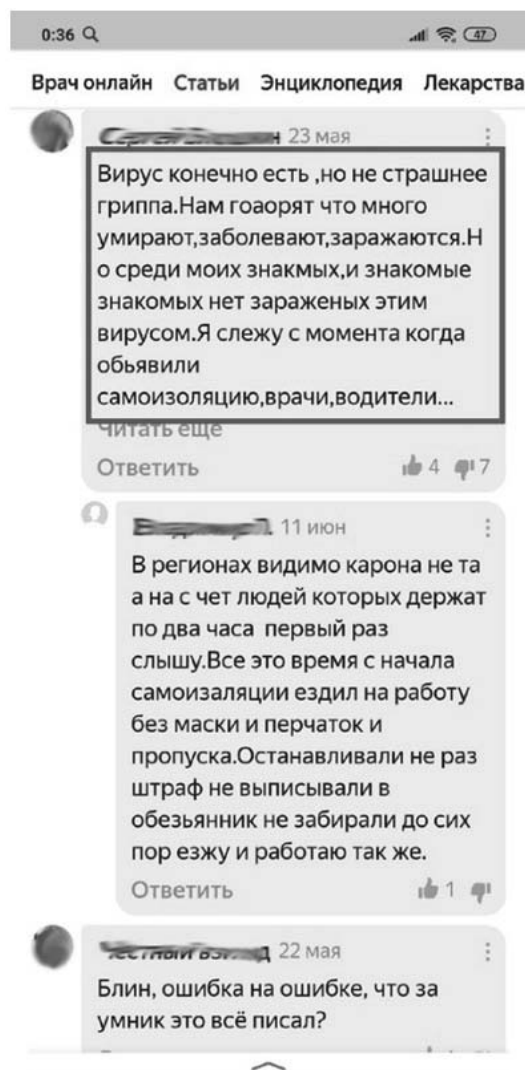 0:36
47
Врач онлайн Статьи Энциклопедия Лекарства
23 мая
Вирус конечно есть ,но не страшнее
гриппа.Нам гоаорят что много
умирают,заболевают,заражаются.Н
о среди моих знакмых,и знакомые
знакомых нет зараженых этим
вирусом.Я слежу с момента когда
обьявили
самоизоляцию,врачи,водители...
Читать еще
Ответить 4 7
11 июн
В регионах видимо карона не та
а на с чет людей которых держат
по два часа первый раз
слышу.Все это время с начала
самоизаляции ездил на работу
без маски и перчаток и
пропуска.Останавливали не раз
штраф не выписывали в
обезьянник не забирали до сих
пор езжу и работаю так же.
Ответить 1
22 мая
Блин, ошибка на ошибке, что за
умник это всё писал?